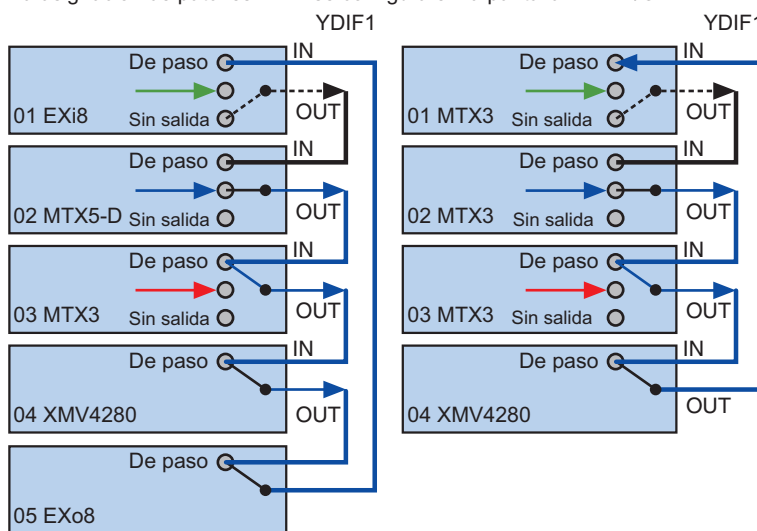 YDIF1
IN
De paso
01 EXi8
Sin salida
OUT
IN
De paso
02 MTX5-D
Sin salida
OUT
IN
De paso
03 MTX3
Sin salida
OUT
IN
De paso
04 XMV4280
OUT
De paso
05 EXo8
YDIF1
IN
De paso
01 MTX3
Sin salida
OUT
IN
De paso
02 MTX3
Sin salida
OUT
IN
De paso
03 MTX3
Sin salida
OUT
IN
De paso
04 XMV4280
OUT